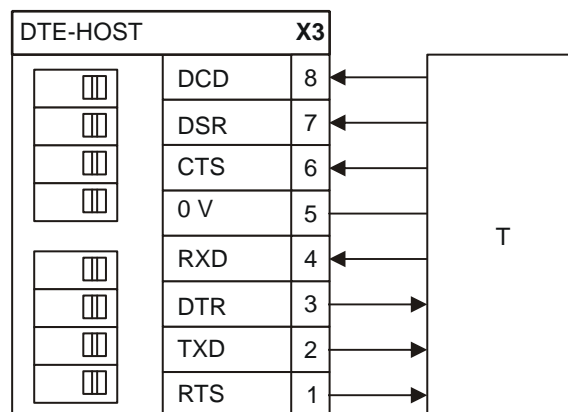 DTE-HOST X3
DCD 8
DSR 7
CTS 6
0 V 5
RXD 4
DTR 3
TXD 2
RTS 1
T